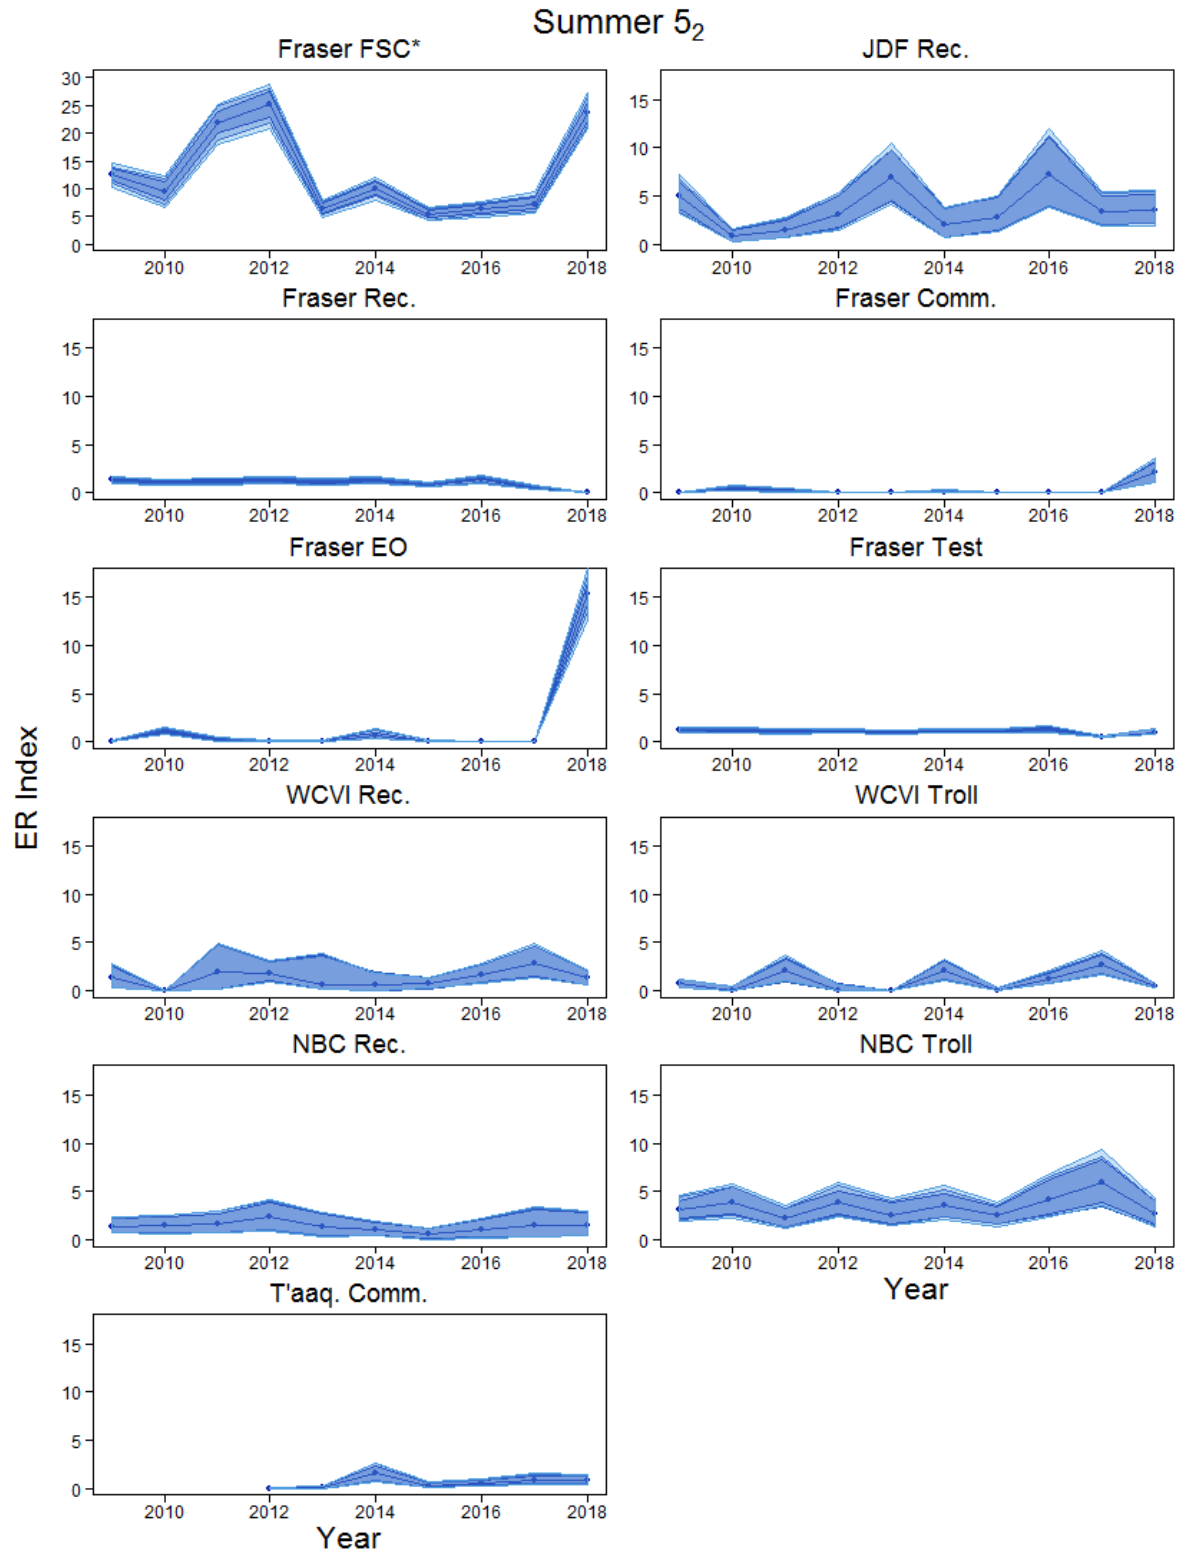 Summer 5₂
Fraser FSC*
JDF Rec.
30
25
20
15
10
5
0
15
10
5
0
2010 2012 2014 2016 2018
2010 2012 2014 2016 2018
Fraser Rec.
Fraser Comm.
15
10
5
0
15
10
5
0
2010 2012 2014 2016 2018
2010 2012 2014 2016 2018
Fraser EO
Fraser Test
15
10
5
0
15
10
5
0
2010 2012 2014 2016 2018
2010 2012 2014 2016 2018
ER Index
WCVI Rec.
WCVI Troll
15
10
5
0
15
10
5
0
2010 2012 2014 2016 2018
2010 2012 2014 2016 2018
NBC Rec.
NBC Troll
15
10
5
0
15
10
5
0
2010 2012 2014 2016 2018
2010 2012 2014 2016 2018
Year
T'aaq. Comm.
15
10
5
0
2010 2012 2014 2016 2018
Year